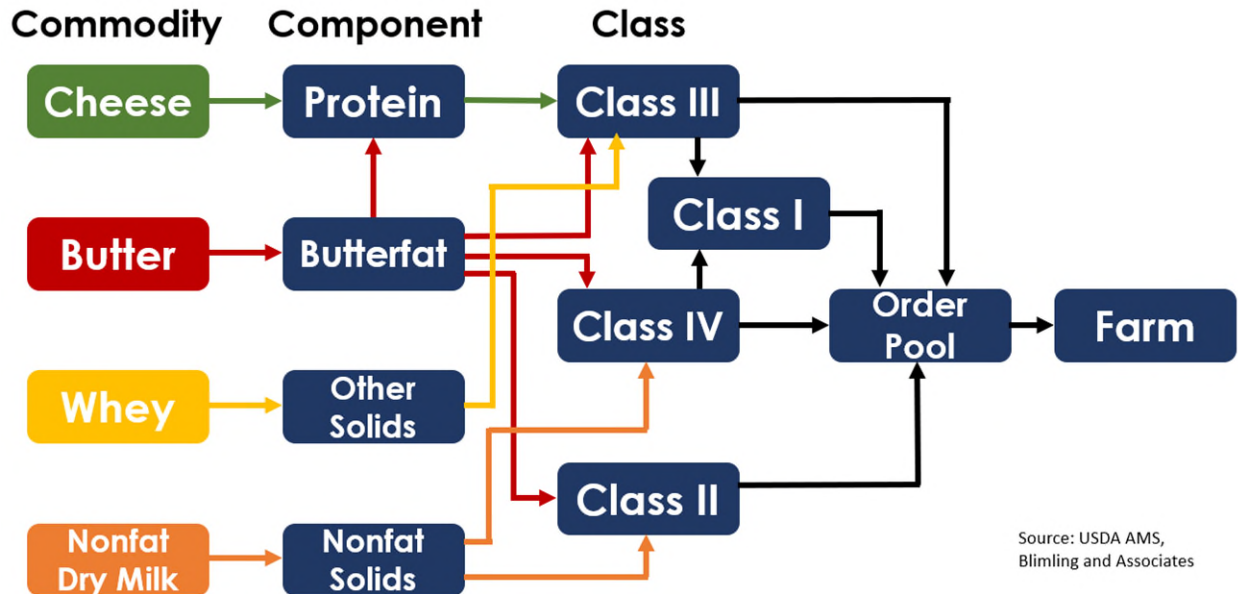 Commodity
Component
Class
Cheese
Protein
Class III
Class I
Butter
Butterfat
Class IV
Order
Pool
Farm
Whey
Other
Solids
Class II
Nonfat
Dry Milk
Nonfat
Solids
Source: USDA AMS,
Blimling and Associates